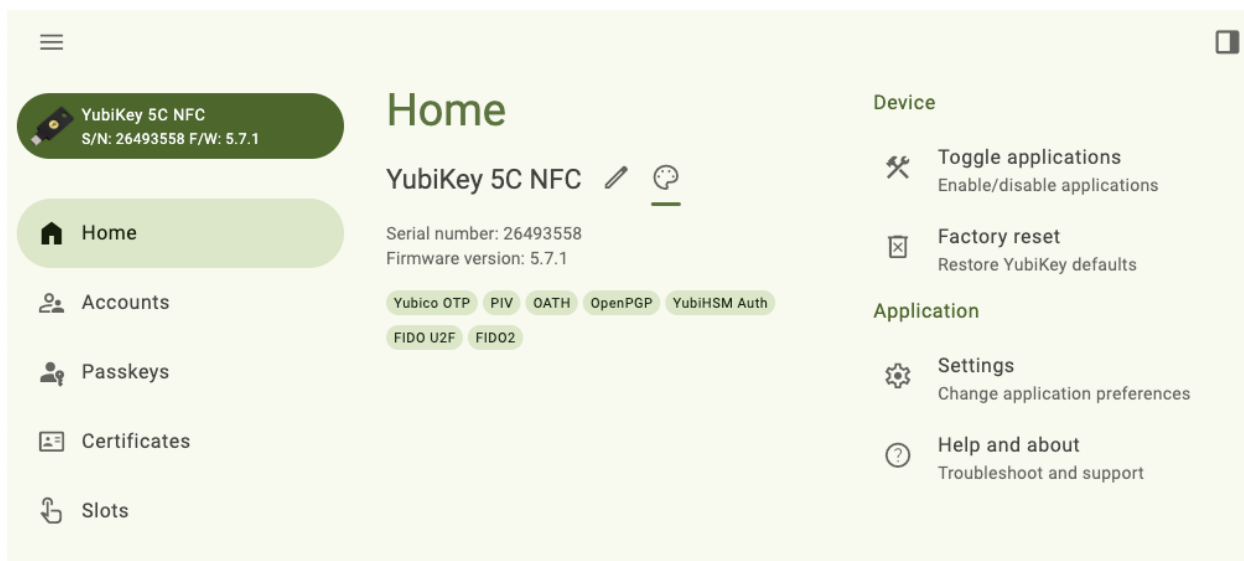 YubiKey 5C NFC
S/N: 26493558 F/W: 5.7.1
Home
Accounts
Passkeys
Certificates
Slots
Home
YubiKey 5C NFC
Serial number: 26493558
Firmware version: 5.7.1
Yubico OTP PIV OATH OpenPGP YubiHSM Auth
FIDO U2F FIDO2
Device
Toggle applications
Enable/disable applications
Factory reset
Restore YubiKey defaults
Application
Settings
Change application preferences
Help and about
Troubleshoot and support